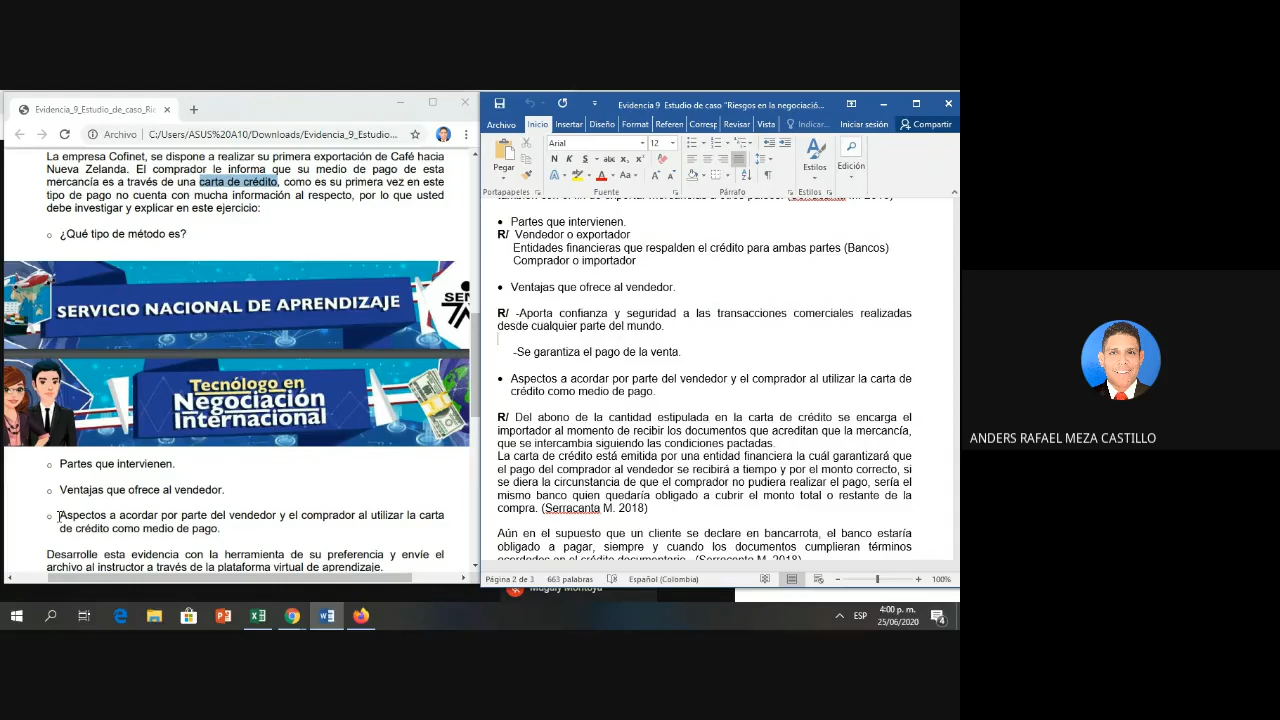 Evidencia_9_Estudio_de_caso_Rie
Archivo
C:/Users/ASUS%20A10/Downloads/Evidencia_9_Estudio...
La empresa Cofinet, se dispone a realizar su primera exportación de Café hacia
Nueva Zelanda. El comprador le informa que su medio de pago de esta
mercancía es a través de una carta de crédito, como es su primera vez en este
tipo de pago no cuenta con mucha información al respecto, por lo que usted
debe investigar y explicar en este ejercicio:
¿Qué tipo de método es?
SERVICIO NACIONAL DE APRENDIZAJE
Tecnólogo en
Negociación
Internacional
Partes que intervienen.
Ventajas que ofrece al vendedor.
Aspectos a acordar por parte del vendedor y el comprador al utilizar la carta
de crédito como medio de pago.
Desarrolle esta evidencia con la herramienta de su preferencia y envíe el
archivo al instructor a través de la plataforma virtual de aprendizaje.
Evidencia 9 Estudio de caso "Riesgos en la negociació...
Archivo Inicio Insertar Diseño Format Referen Corresp Revisar Vista Indicar... Iniciar sesión Compartir
Pegar
Arial 12
N K S abc x₂ x²
Aa
Estilos
Edición
Portapapeles Fuente Párrafo Estilos
• Partes que intervienen.
R/ Vendedor o exportador
Entidades financieras que respalden el crédito para ambas partes (Bancos)
Comprador o importador
• Ventajas que ofrece al vendedor.
R/ -Aporta confianza y seguridad a las transacciones comerciales realizadas
desde cualquier parte del mundo.
-Se garantiza el pago de la venta.
• Aspectos a acordar por parte del vendedor y el comprador al utilizar la carta de
crédito como medio de pago.
R/ Del abono de la cantidad estipulada en la carta de crédito se encarga el
importador al momento de recibir los documentos que acreditan que la mercancía,
que se intercambia siguiendo las condiciones pactadas.
La carta de crédito está emitida por una entidad financiera la cuál garantizará que
el pago del comprador al vendedor se recibirá a tiempo y por el monto correcto, si
se diera la circunstancia de que el comprador no pudiera realizar el pago, sería el
mismo banco quien quedaría obligado a cubrir el monto total o restante de la
compra. (Serracanta M. 2018)
Aún en el supuesto que un cliente se declare en bancarrota, el banco estaría
obligado a pagar, siempre y cuando los documentos cumplieran términos
Página 2 de 3 663 palabras Español (Colombia) 100%
Magaly Montoya
ESP
4:00 p. m.
25/06/2020
4
ANDERS RAFAEL MEZA CASTILLO